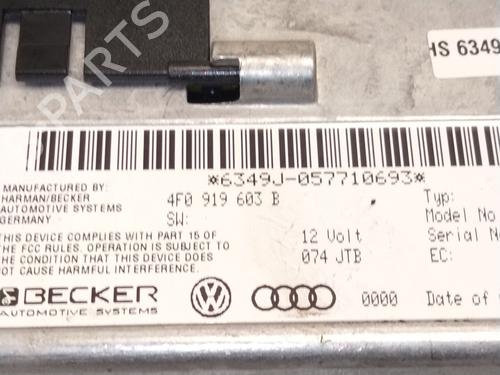 B-PARTS
HS 6349
*6349J-057710693*
MANUFACTURED BY:
HARMAN/BECKER
AUTOMOTIVE SYSTEMS
GERMANY
4F0 919 603 B
SW:
Typ:
Model No
THIS DEVICE COMPLIES WITH PART 15 of
THE FCC RULES. OPERATION IS SUBJECT TO
THE CONDITION THAT THIS DEVICE DOES
NOT CAUSE HARMFUL INTERFERENCE.
12 Volt
074 JTB
Serial No
EC:
BECKER
AUTOMOTIVE SYSTEMS
0000
Date of